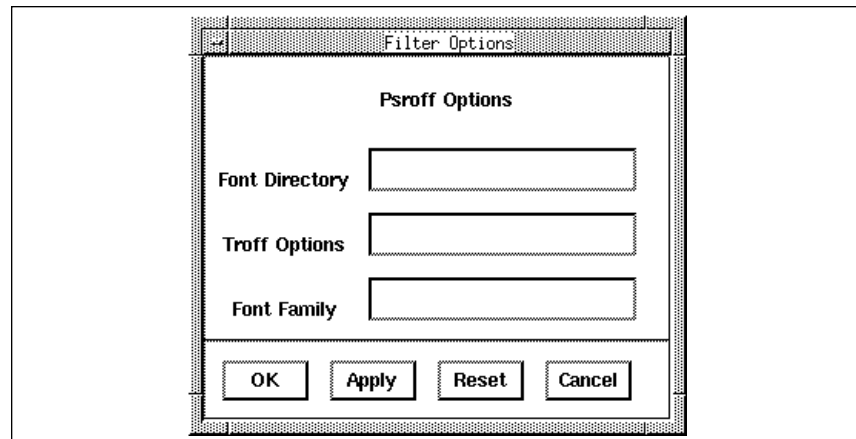 Filter Options
Psroff Options
Font Directory
Troff Options
Font Family
OK Apply Reset Cancel